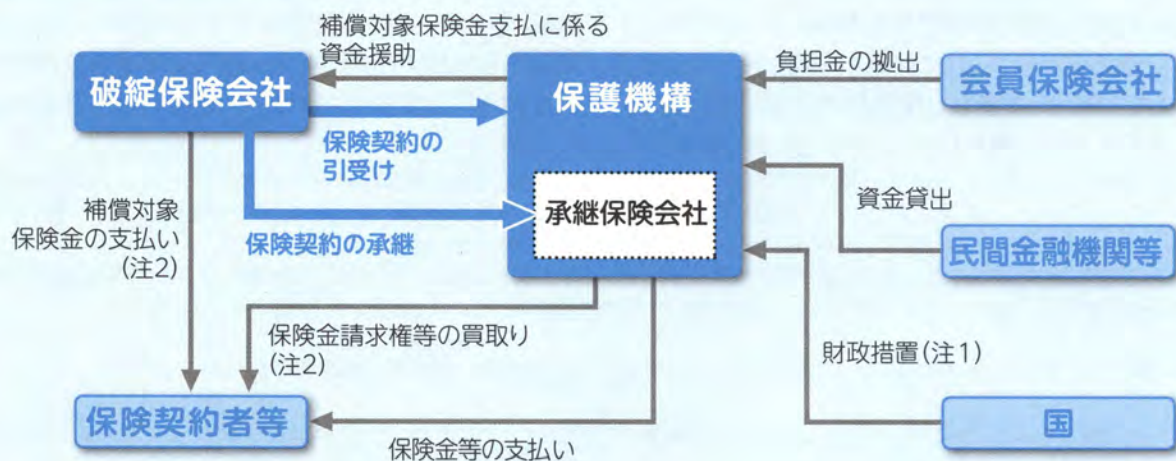 補償対象保険金支払に係る
資金援助
破綻保険会社
保護機構
負担金の拠出
会員保険会社
保険契約の
引受け
承継保険会社
資金貸出
補償対象
保険金の支払い
(注2)
保険契約の承継
民間金融機関等
保険金請求権等の買取り
(注2)
財政措置(注1)
保険契約者等
国
保険金等の支払い